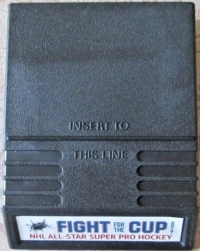 INSERT TO
THIS LINE
FIGHT FOR THE CUP
NHL ALL-STAR SUPER PRO HOCKEY